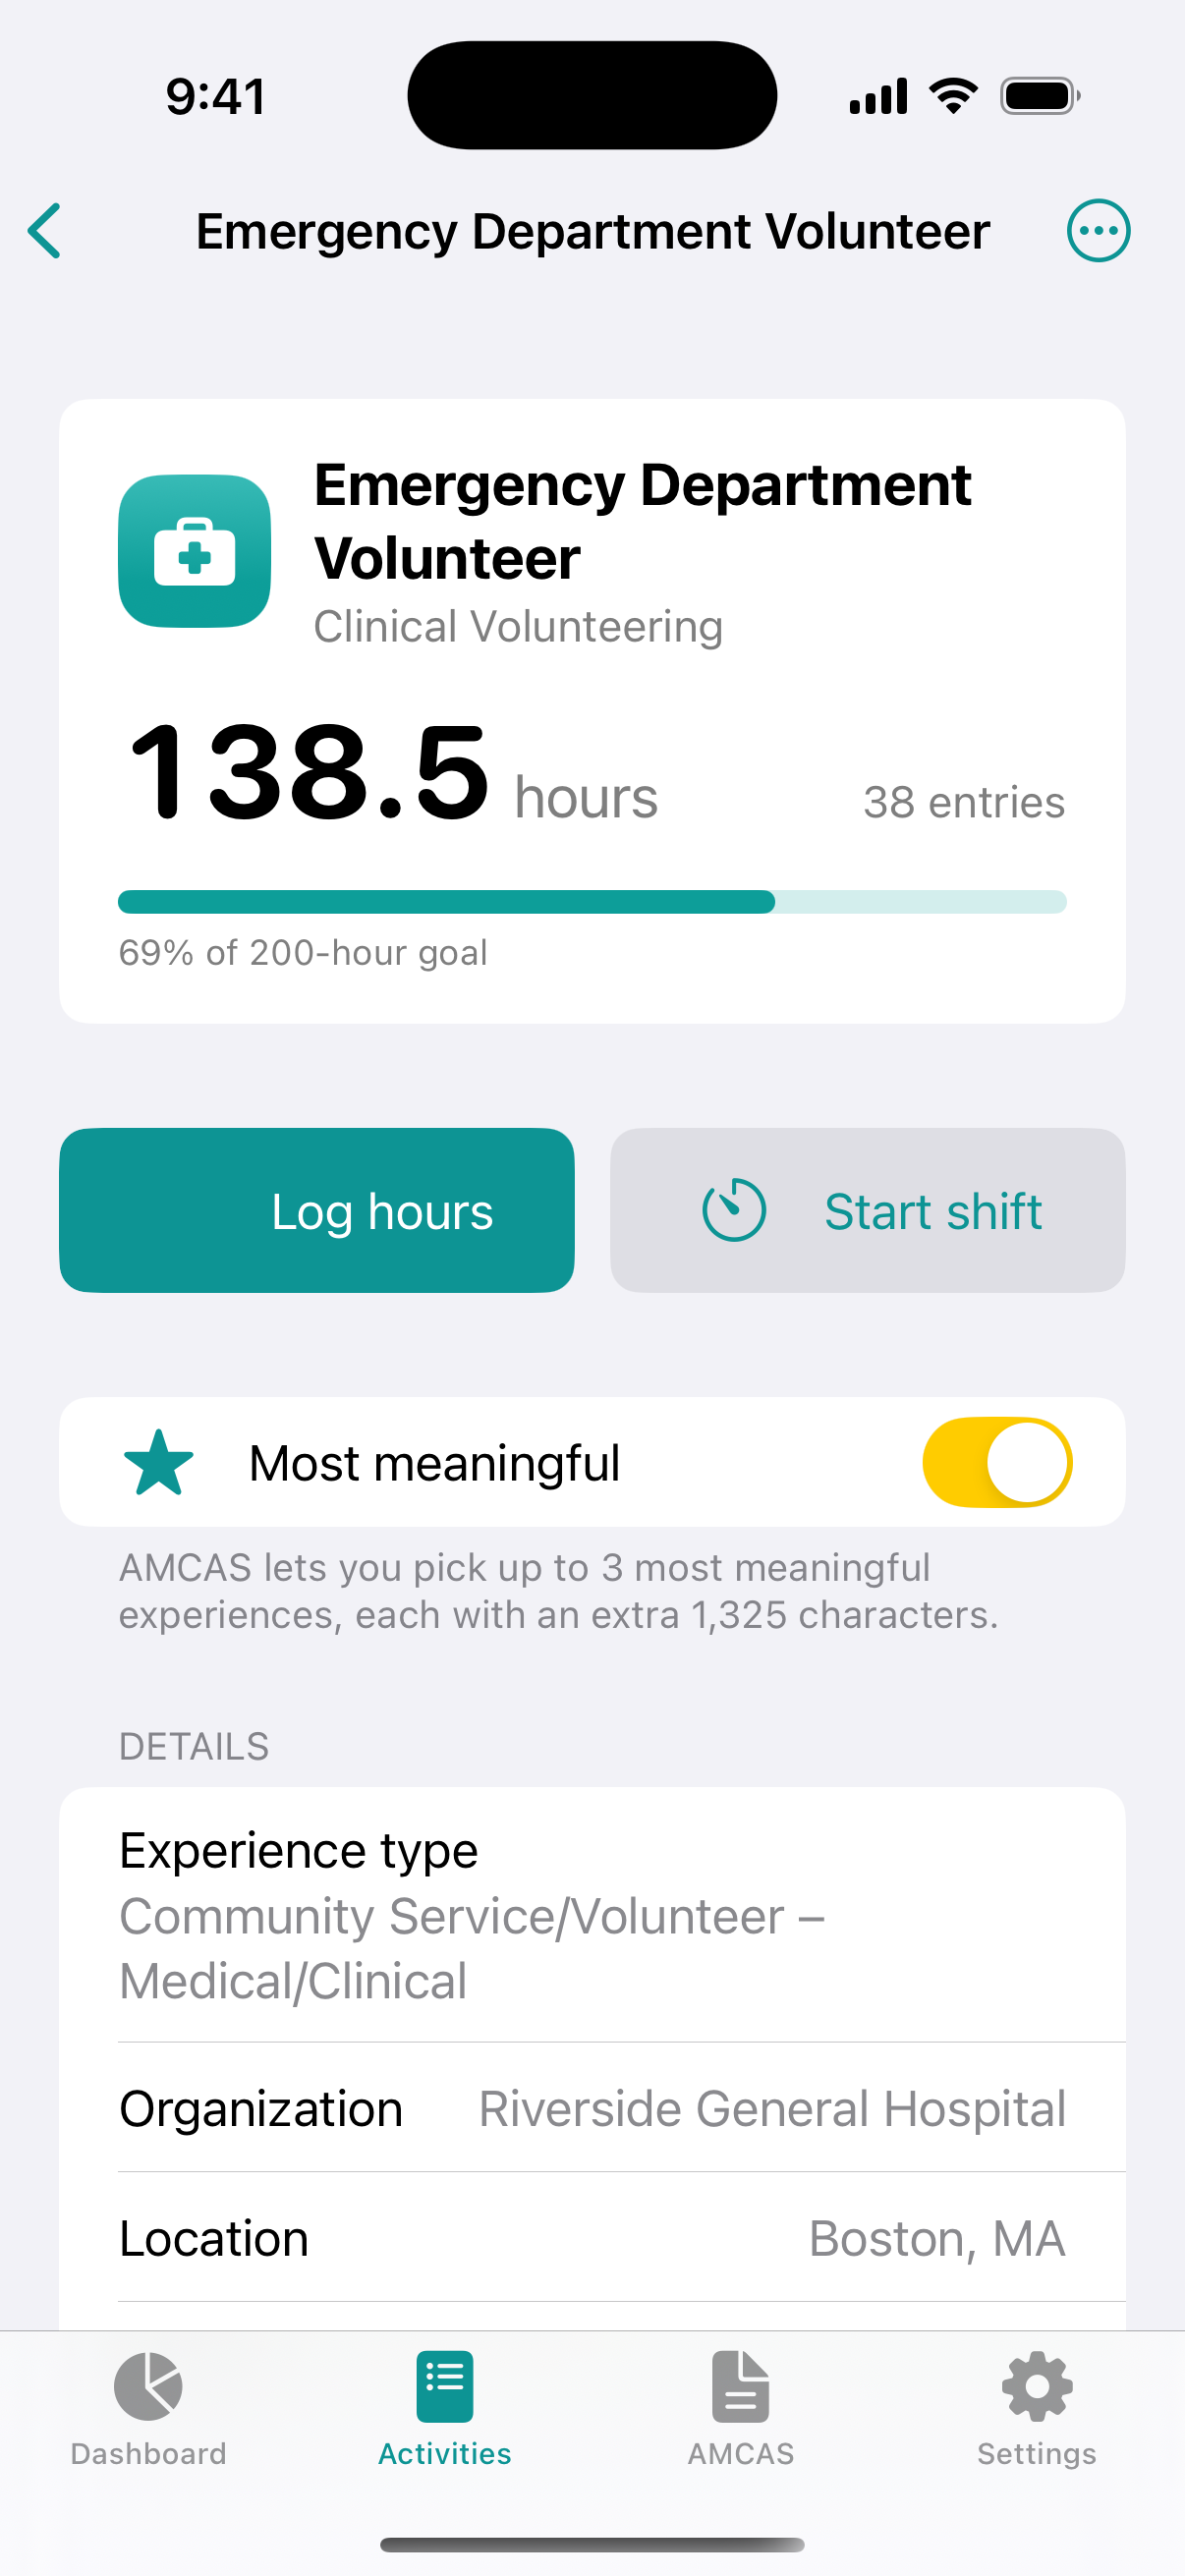 9:41
Emergency Department Volunteer
Emergency Department
Volunteer
Clinical Volunteering
138.5 hours
38 entries
69% of 200-hour goal
Log hours
Start shift
Most meaningful
AMCAS lets you pick up to 3 most meaningful
experiences, each with an extra 1,325 characters.
DETAILS
Experience type
Community Service/Volunteer –
Medical/Clinical
Organization
Riverside General Hospital
Location
Boston, MA
Dashboard
Activities
AMCAS
Settings